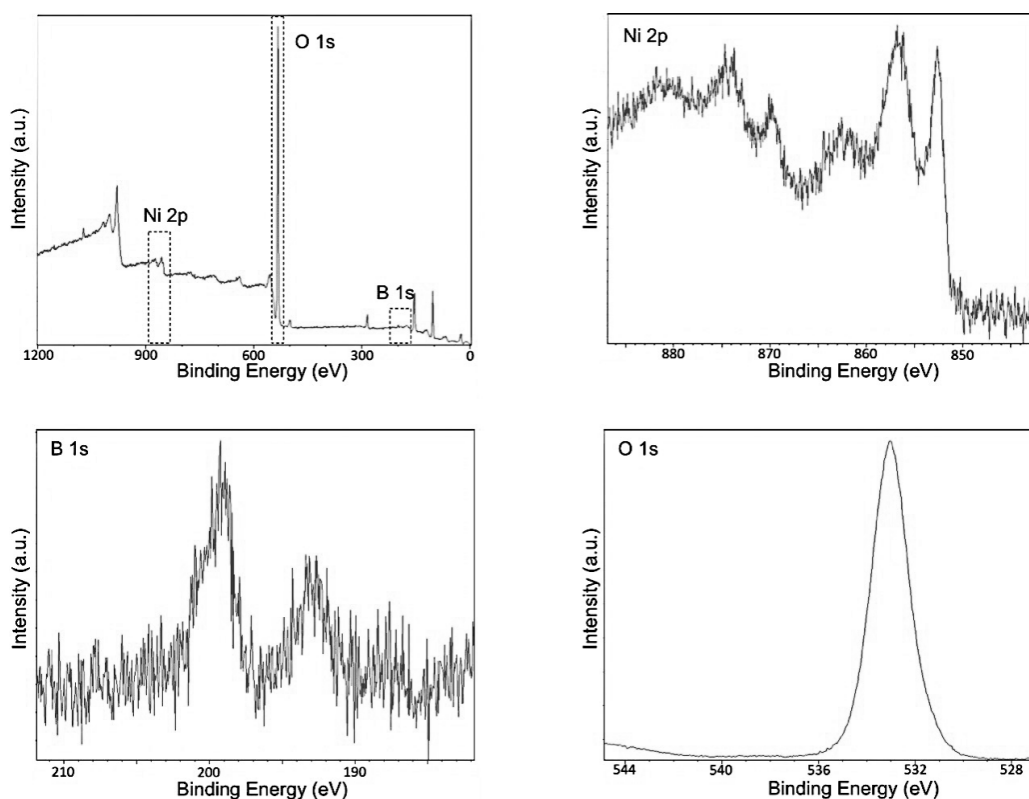 O 1s
Ni 2p
B 1s
Intensity (a.u.)
1200 900 600 300 0
Binding Energy (eV)
Ni 2p
Intensity (a.u.)
880 870 860 850
Binding Energy (eV)
B 1s
Intensity (a.u.)
210 200 190
Binding Energy (eV)
O 1s
Intensity (a.u.)
544 540 536 532 528
Binding Energy (eV)